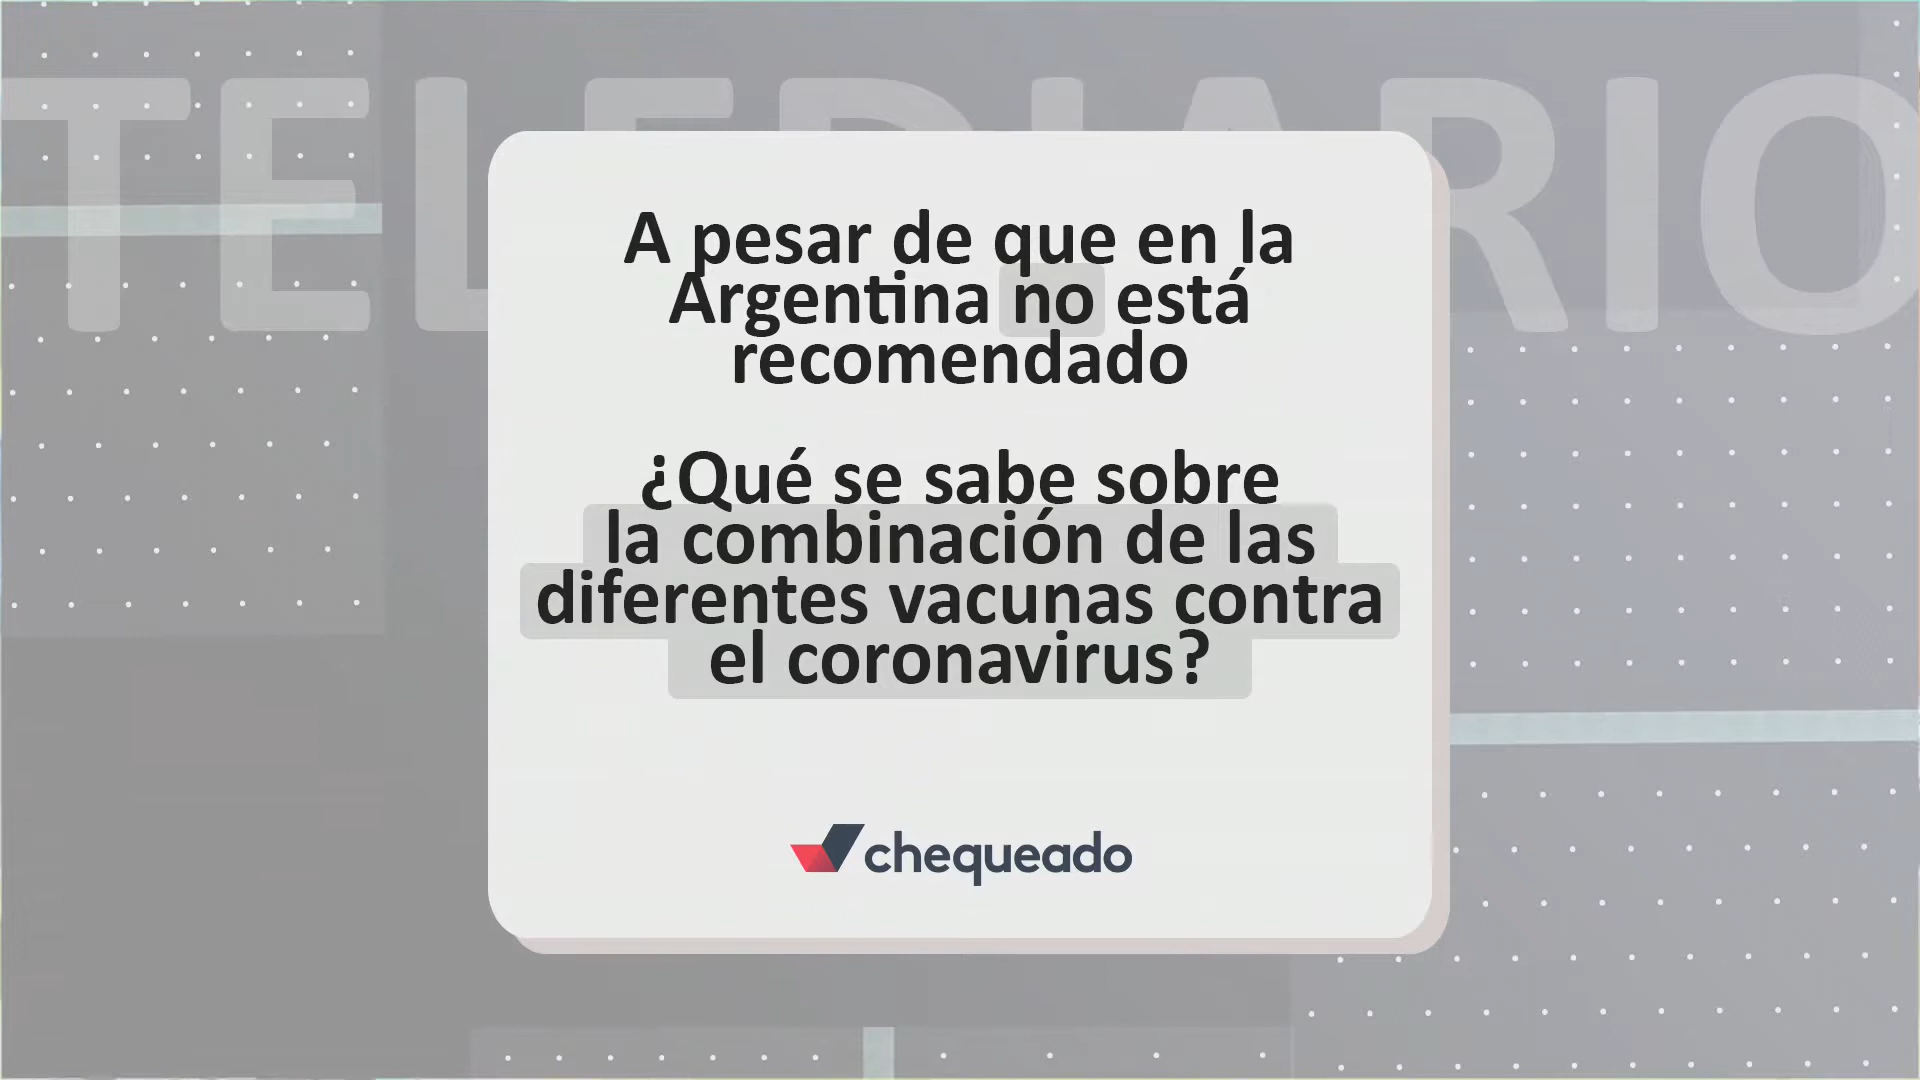 TELEDIARIO
A pesar de que en la
Argentina no está
recomendado
¿Qué se sabe sobre
la combinación de las
diferentes vacunas contra
el coronavirus?
chequeado